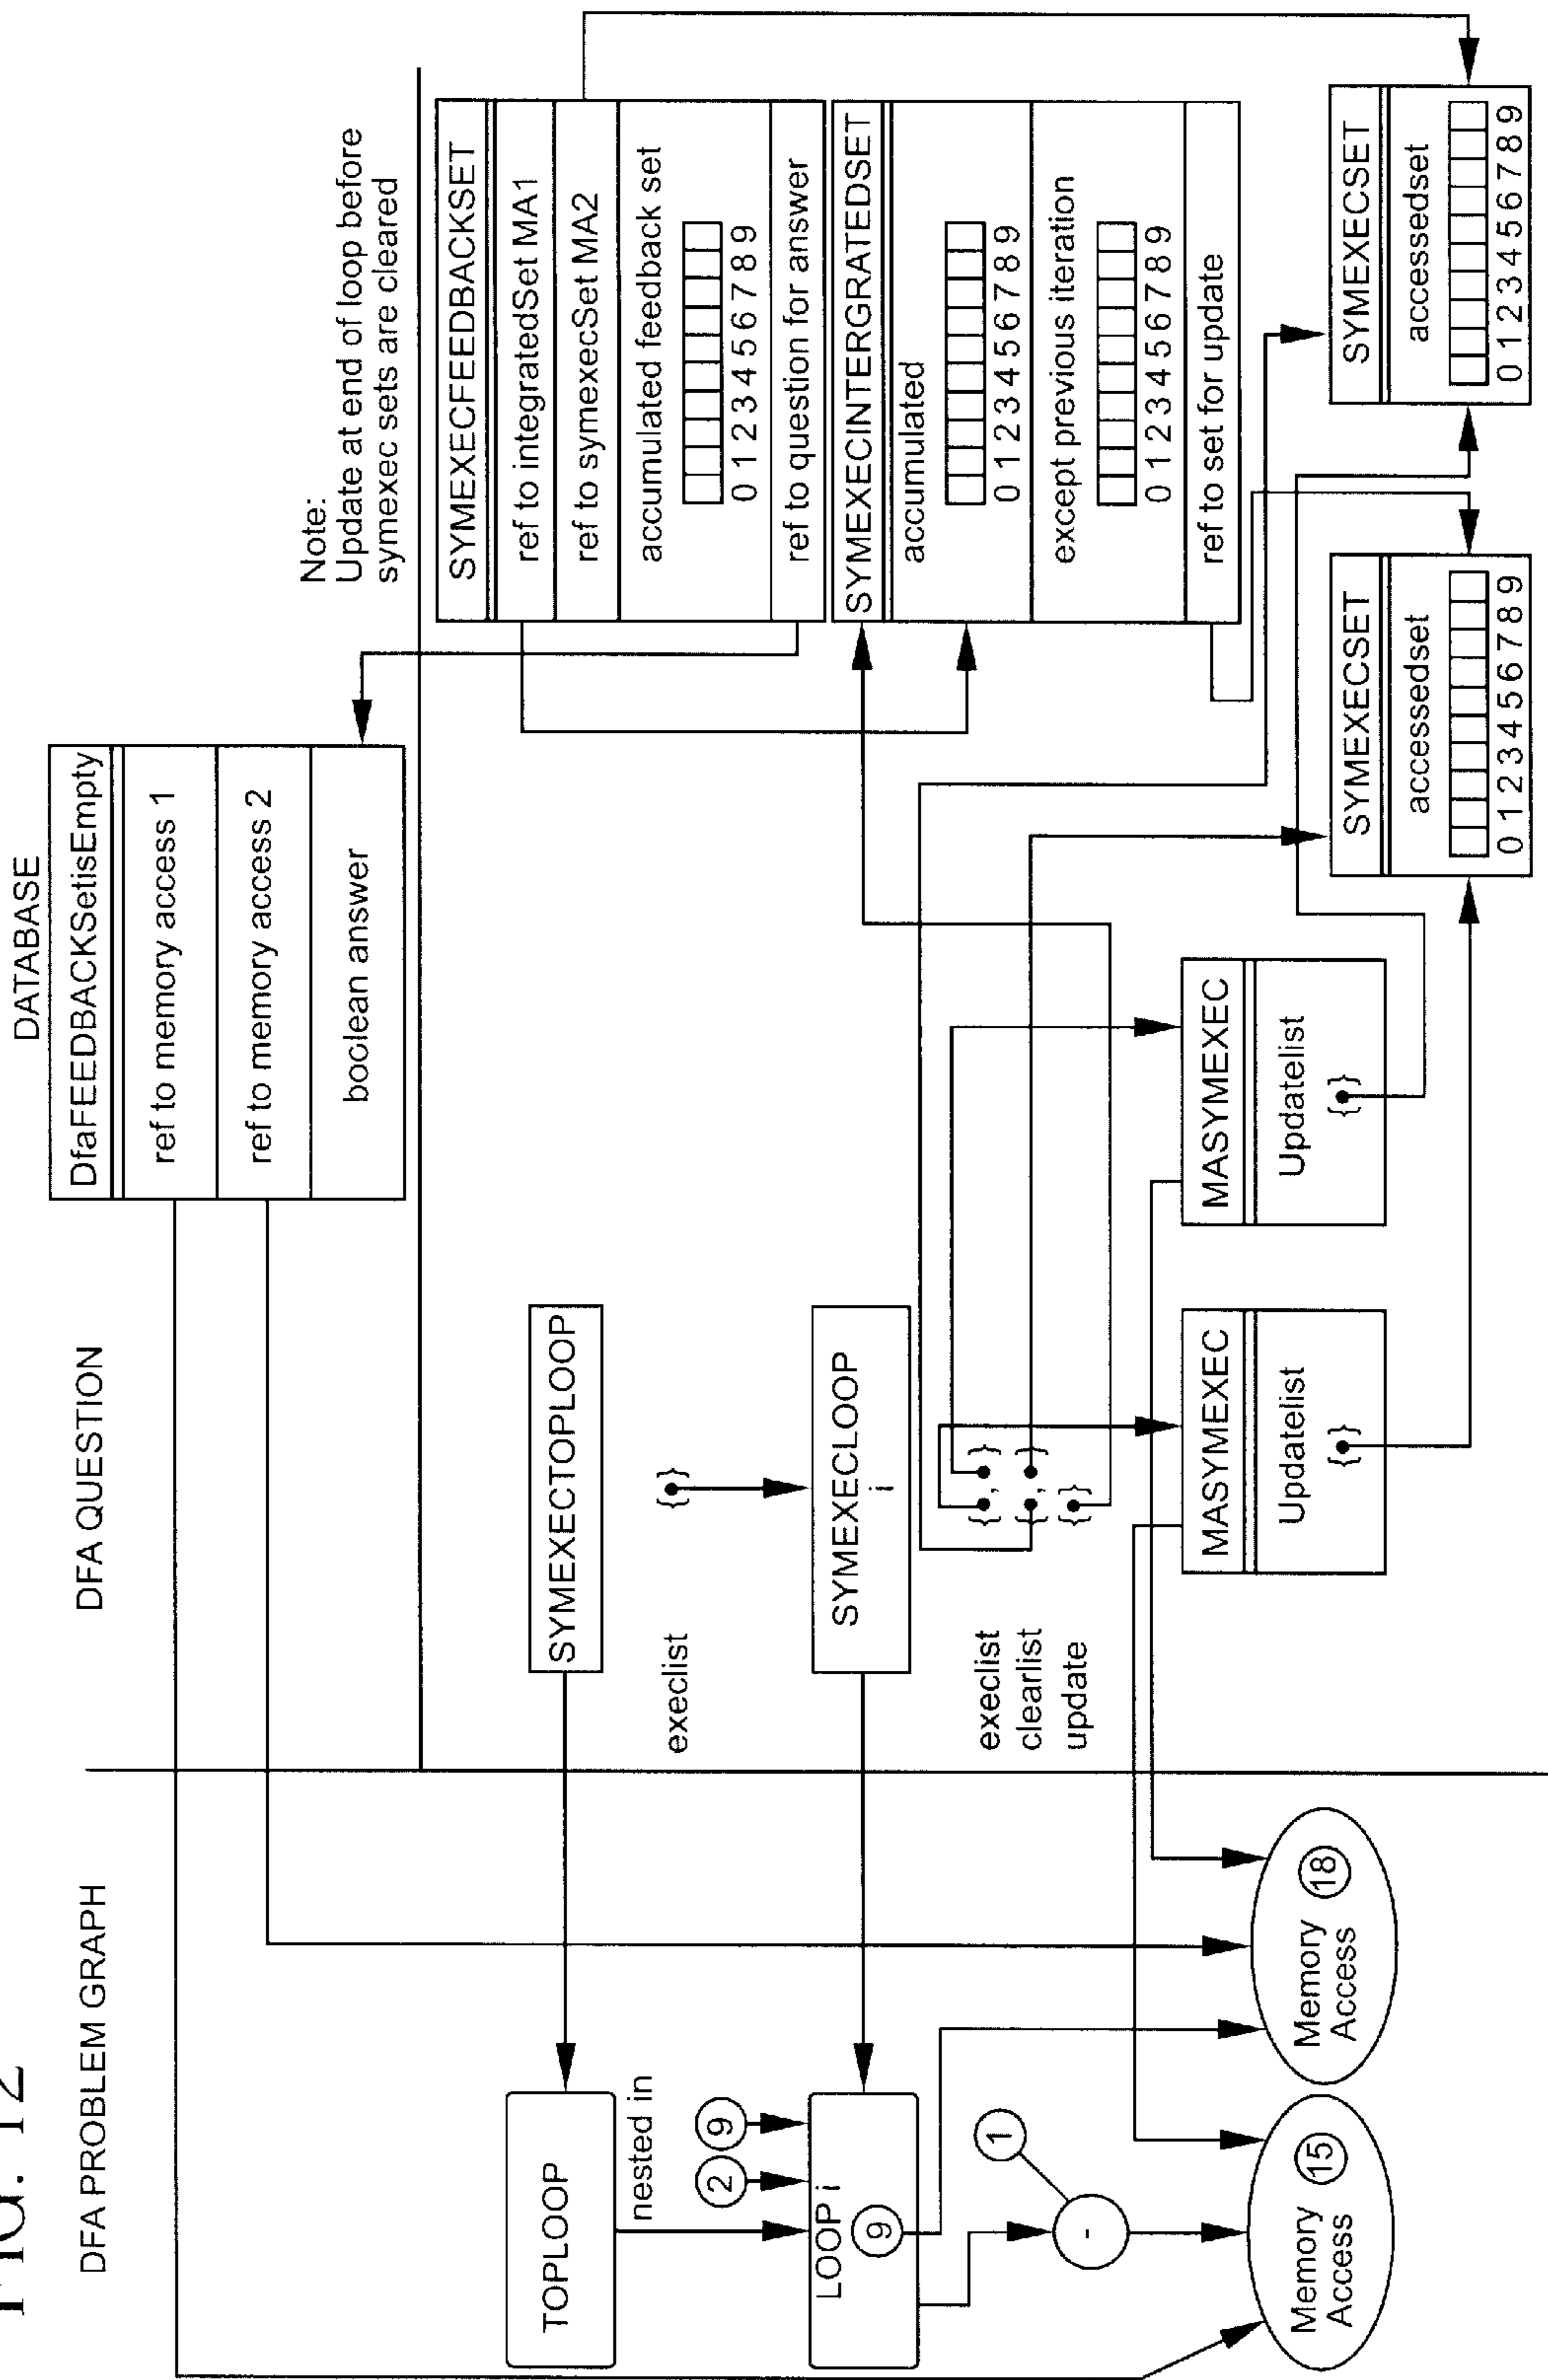 FIG. 12
DFA PROBLEM GRAPH
DFA QUESTION
DATABASE
DfaFEEDBACKSetisEmpty
ref to memory access 1
ref to memory access 2
boolean answer
Note:
Update at end of loop before
symexec sets are cleared
TOPLOOP
nested in
2
9
LOOP i
9
1
-
Memory
Access
15
Memory
Access
18
SYMEXECTOPLOOP
execlist
{ }
SYMEXECLOOP
i
execlist
{ , }
clearlist
{ , }
update
{ }
MASYMEXEC
Updatelist
{ }
MASYMEXEC
Updatelist
{ }
SYMEXECFEEDBACKSET
ref to integratedSet MA1
ref to symexecSet MA2
accumulated feedback set
0 1 2 3 4 5 6 7 8 9
ref to question for answer
SYMEXECINTERGRATEDSET
accumulated
0 1 2 3 4 5 6 7 8 9
except previous iteration
0 1 2 3 4 5 6 7 8 9
ref to set for update
SYMEXECSET
accessedset
0 1 2 3 4 5 6 7 8 9
SYMEXECSET
accessedset
0 1 2 3 4 5 6 7 8 9